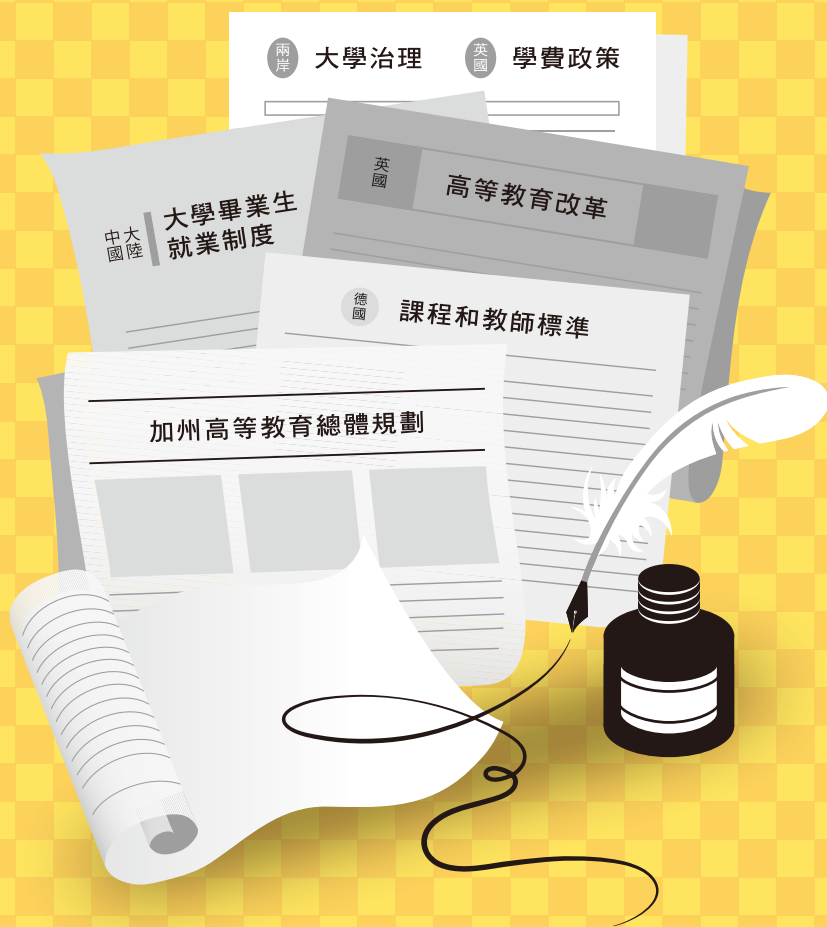 兩岸 大學治理 英國 學費政策
英國 高等教育改革
中國大陸 大學畢業生
就業制度
德國 課程和教師標準
加州高等教育總體規劃